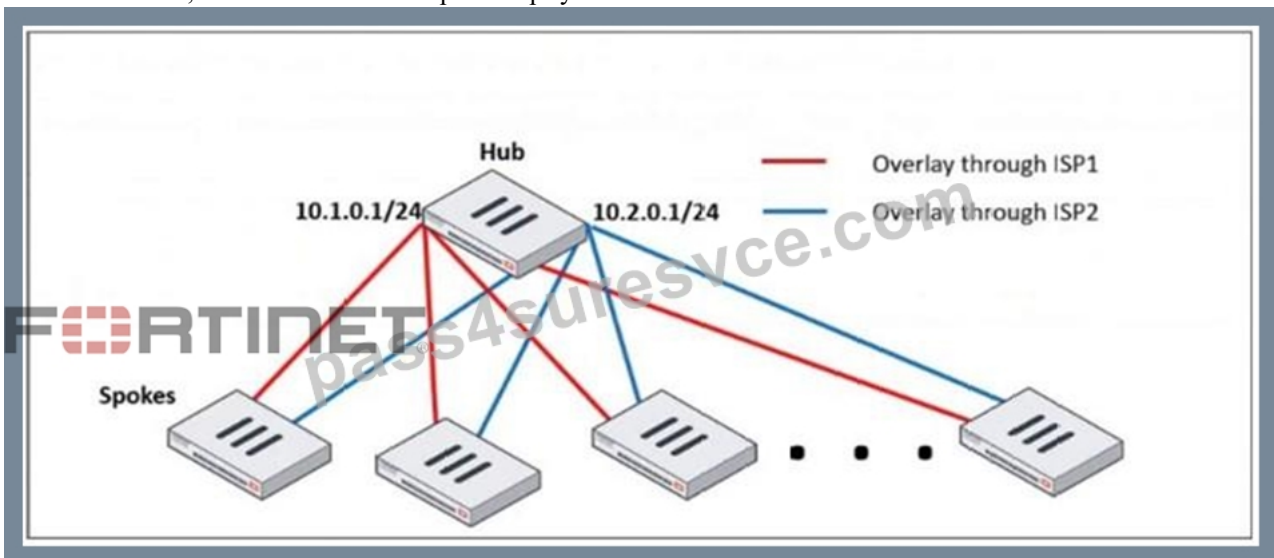 Hub
Overlay through ISP1
10.1.0.1/24
10.2.0.1/24
Overlay through ISP2
FORTINET
pass4suresvce.com
Spokes